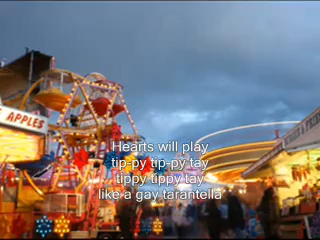 APPLES
Hearts will play
tip-py tip-py tay
tippy tippy tay
like a gay tarantella